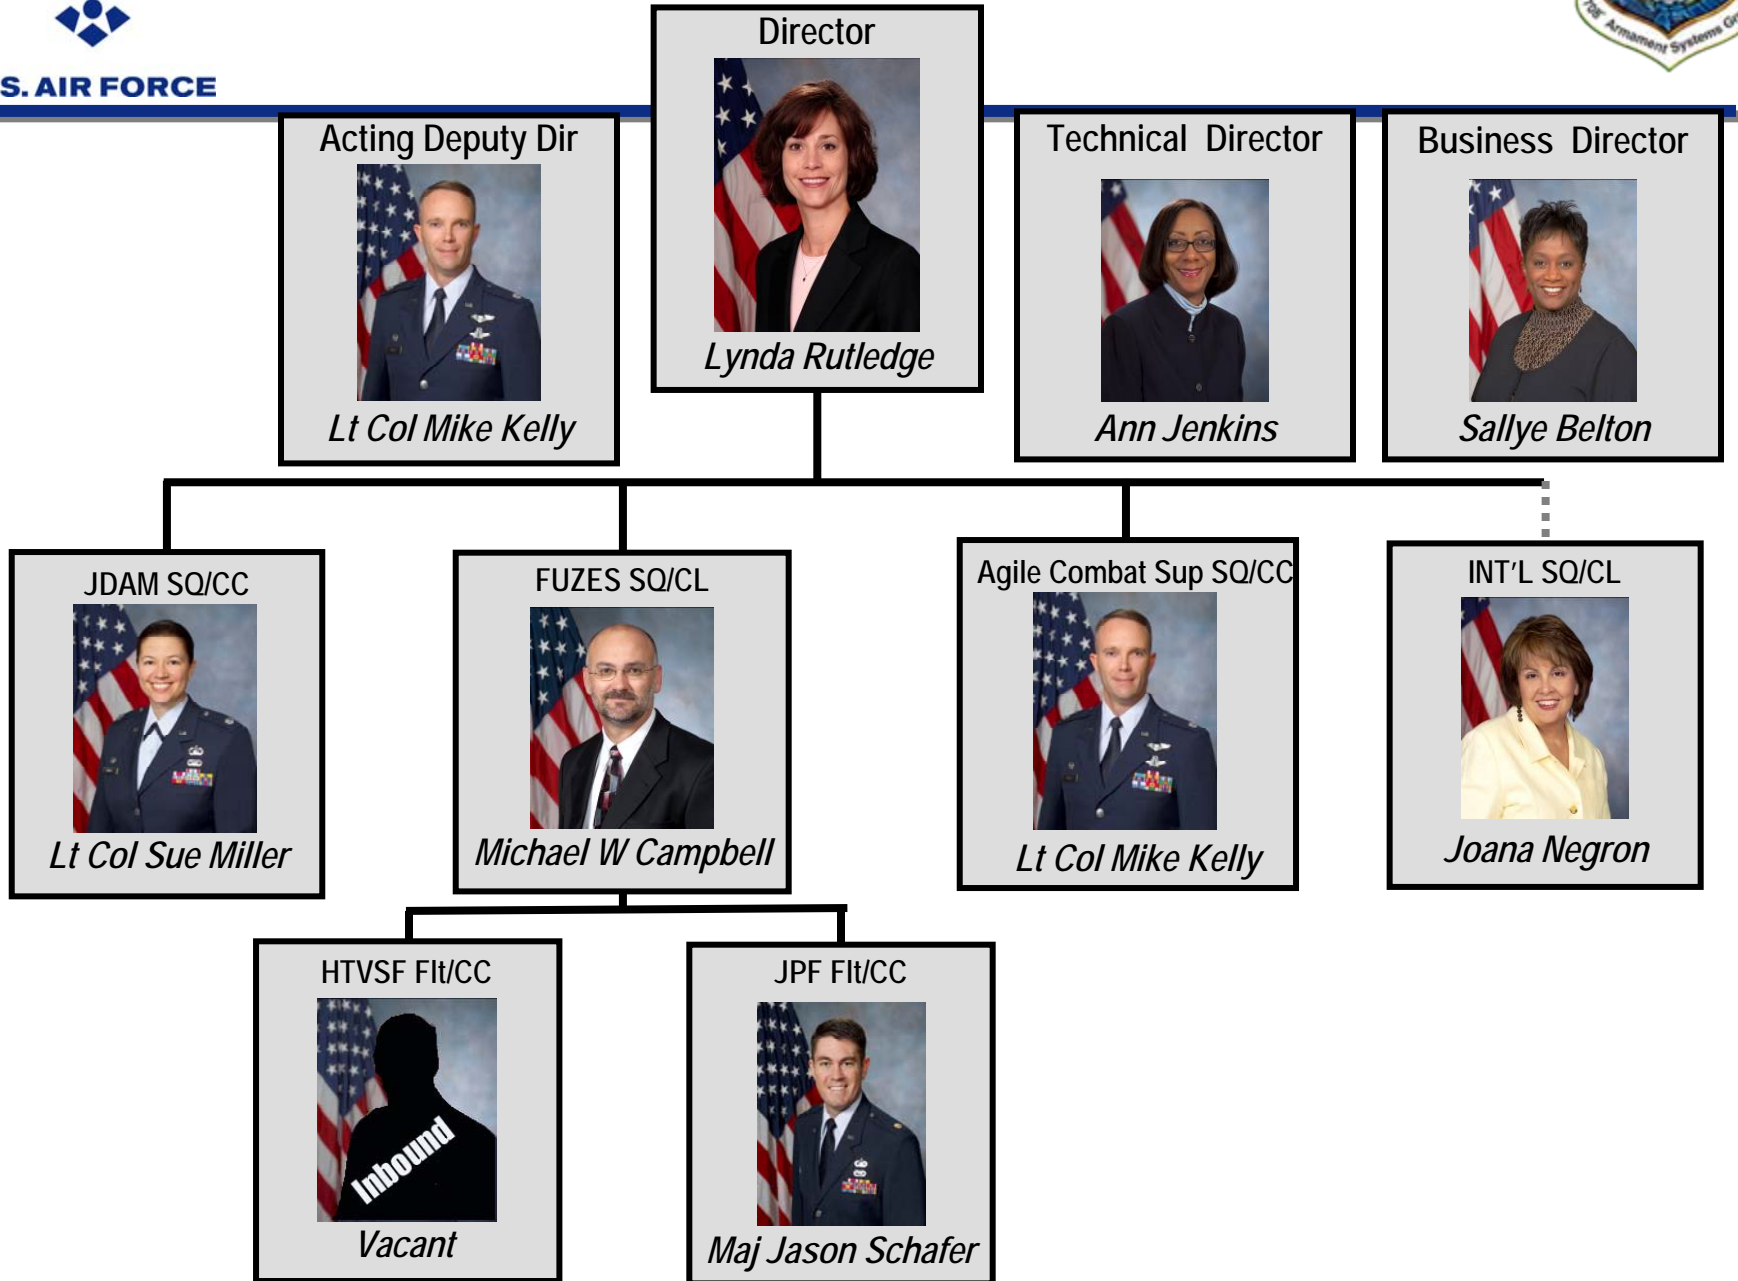 S. AIR FORCE
708" Armament Systems
Director
Lynda Rutledge
Acting Deputy Dir
Lt Col Mike Kelly
Technical Director
Ann Jenkins
Business Director
Sallye Belton
JDAM SQ/CC
Lt Col Sue Miller
FUZES SQ/CL
Michael W Campbell
Agile Combat Sup SQ/CC
Lt Col Mike Kelly
INT'L SQ/CL
Joana Negron
HTVSF Flt/CC
Inbound
Vacant
JPF Flt/CC
Maj Jason Schafer